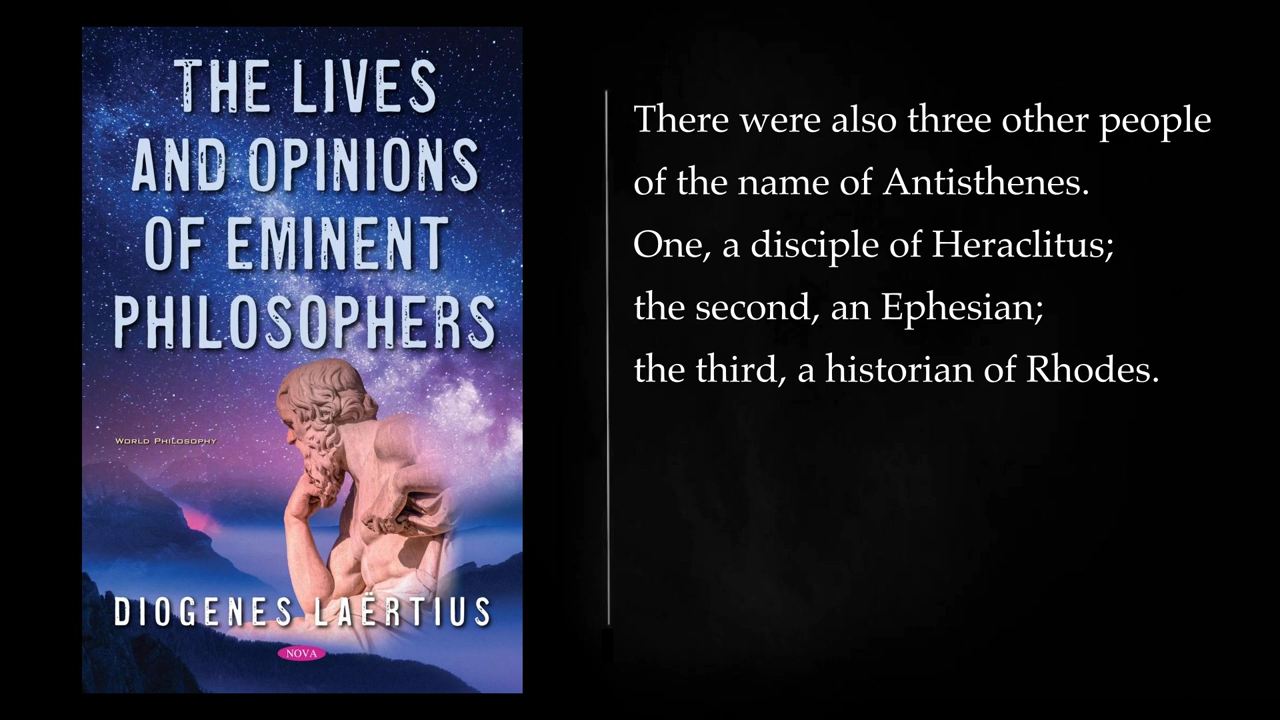 THE LIVES
AND OPINIONS
OF EMINENT
PHILOSOPHERS
WORLD PHILOSOPHY
DIOGENES LAËRTIUS
NOVA
There were also three other people
of the name of Antisthenes.
One, a disciple of Heraclitus;
the second, an Ephesian;
the third, a historian of Rhodes.